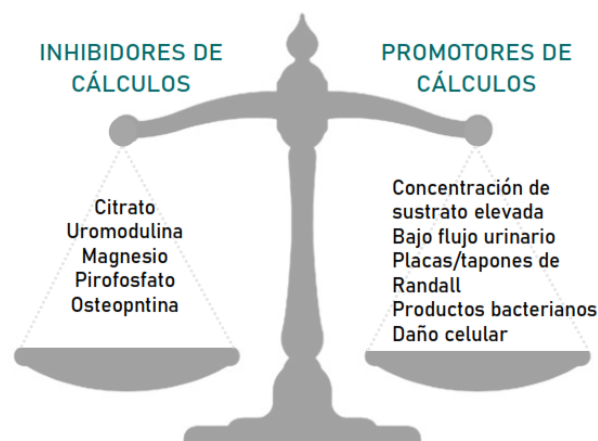 INHIBIDORES DE
CÁLCULOS
Citrato
Uromodulina
Magnesio
Pirofosfato
Osteopntina
PROMOTORES DE
CÁLCULOS
Concentración de
sustrato elevada
Bajo flujo urinario
Placas/tapones de
Randall
Productos bacterianos
Daño celular